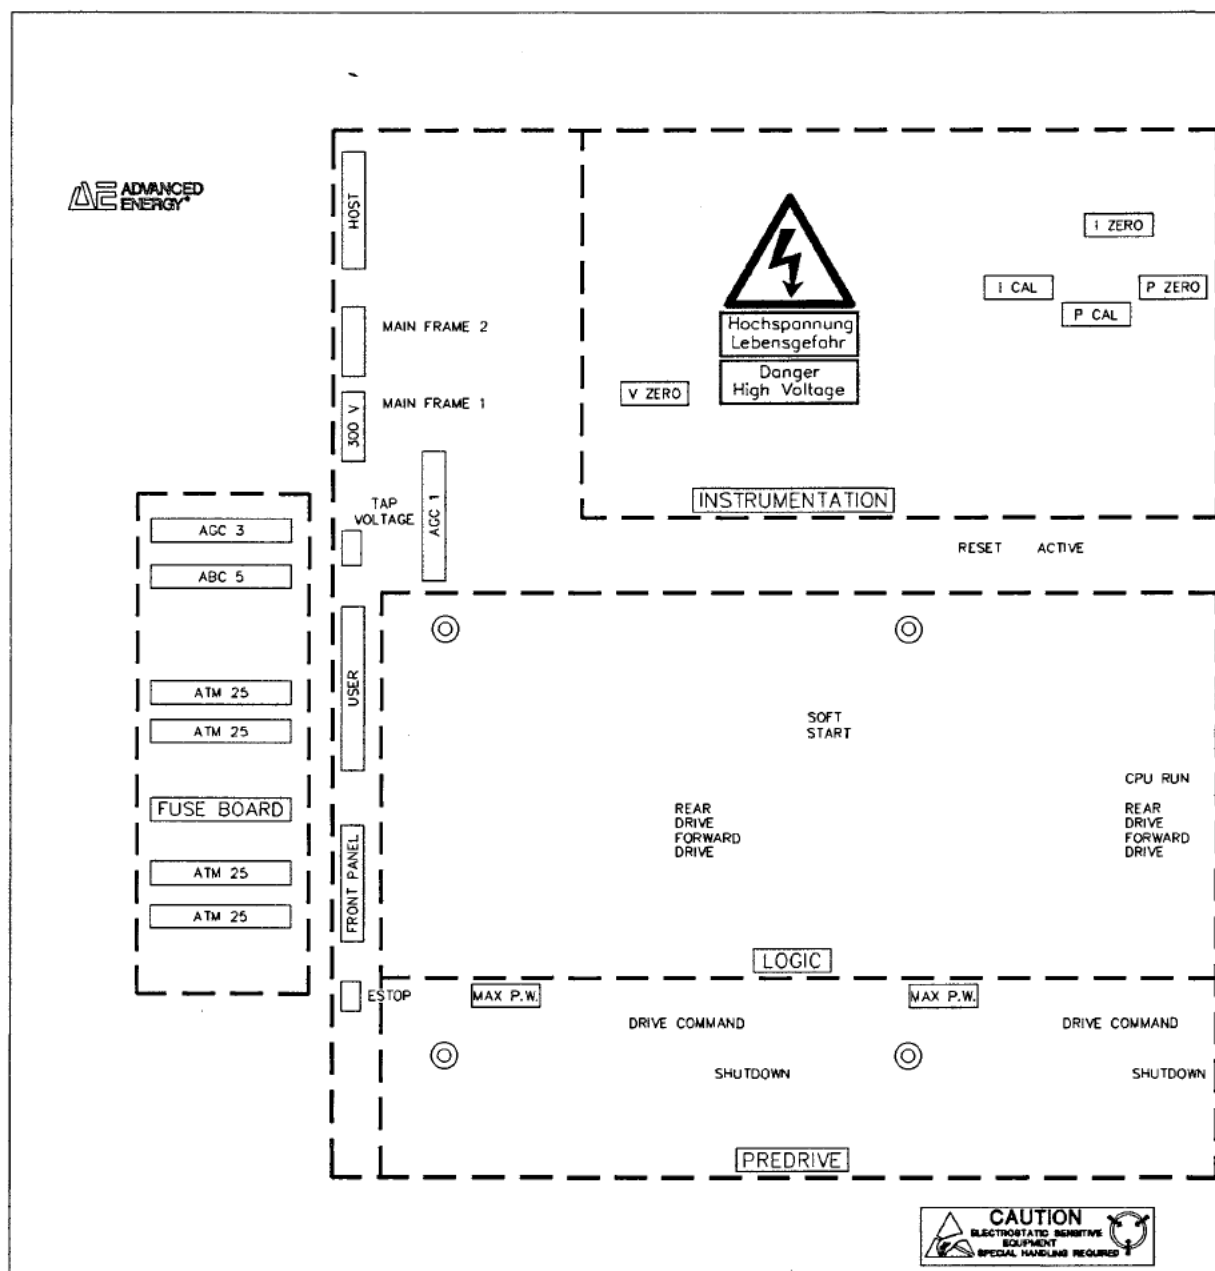 ADVANCED
ENERGY®
HOST
MAIN FRAME 2
300 V
MAIN FRAME 1
TAP
VOLTAGE
AGC 1
I ZERO
I CAL
P ZERO
P CAL
Hochspannung
Lebensgefahr
Danger
High Voltage
V ZERO
INSTRUMENTATION
RESET
ACTIVE
AGC 3
ABC 5
ATM 25
ATM 25
FUSE BOARD
ATM 25
ATM 25
USER
FRONT PANEL
ESTOP
SOFT
START
CPU RUN
REAR
DRIVE
FORWARD
DRIVE
REAR
DRIVE
FORWARD
DRIVE
LOGIC
MAX P.W.
MAX P.W.
DRIVE COMMAND
DRIVE COMMAND
SHUTDOWN
SHUTDOWN
PREDRIVE
CAUTION
ELECTROSTATIC SENSITIVE
EQUIPMENT
SPECIAL HANDLING REQUIRED